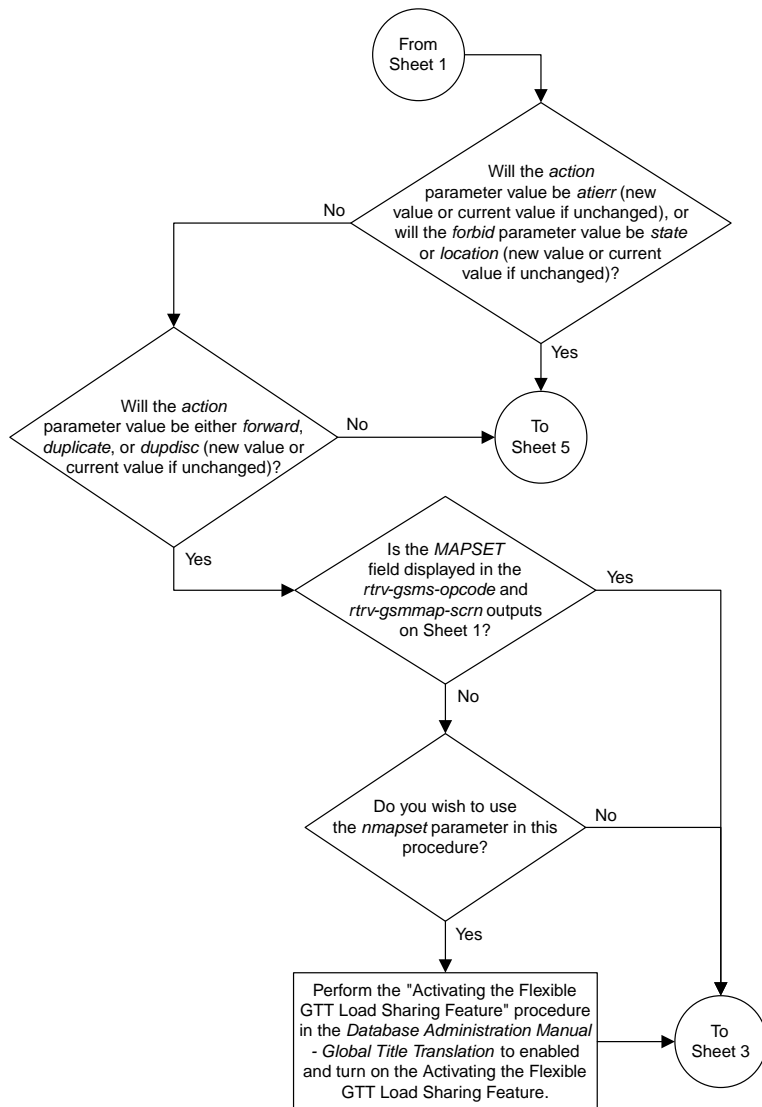 From
Sheet 1
Will the action
parameter value be atierr (new
value or current value if unchanged), or
will the forbid parameter value be state
or location (new value or current
value if unchanged)?
No
Yes
Will the action
parameter value be either forward,
duplicate, or dupdisc (new value or
current value if unchanged)?
No
To
Sheet 5
Yes
Is the MAPSET
field displayed in the
rtrv-gsms-opcode and
rtrv-gsmmap-scrn outputs
on Sheet 1?
Yes
No
Do you wish to use
the nmapset parameter in this
procedure?
No
Yes
Perform the "Activating the Flexible
GTT Load Sharing Feature" procedure
in the Database Administration Manual
- Global Title Translation to enabled
and turn on the Activating the Flexible
GTT Load Sharing Feature.
To
Sheet 3